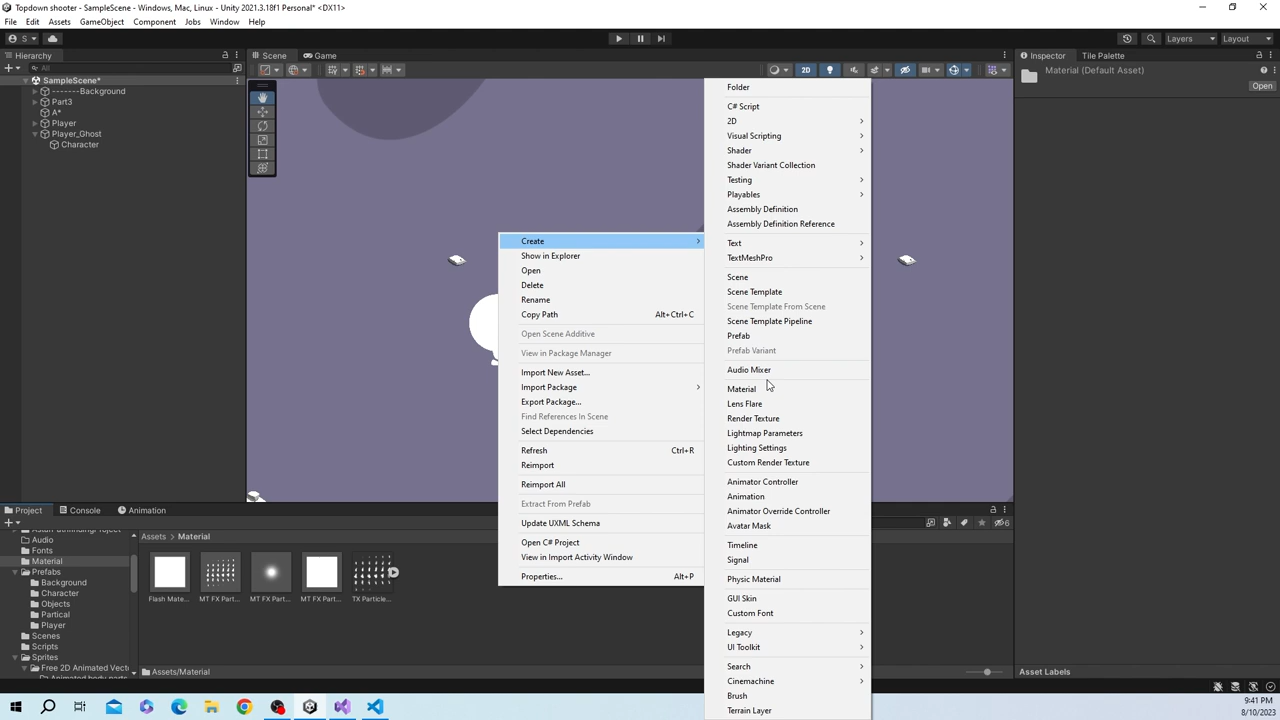 Topdown shooter - SampleScene - Windows, Mac, Linux - Unity 2021.3.18f1 Personal* <DX11>
File Edit Assets GameObject Component Jobs Window Help
S Layers Layout
Hierarchy Scene Game Inspector Tile Palette
All 2D
Material (Default Asset)
Open
SampleScene*
-------Background
Part3
A*
Player
Player_Ghost
Character
Create
Show in Explorer
Open
Delete
Rename
Copy Path Alt+Ctrl+C
Open Scene Additive
View in Package Manager
Import New Asset...
Import Package
Export Package...
Find References In Scene
Select Dependencies
Refresh Ctrl+R
Reimport
Reimport All
Extract From Prefab
Update UXML Schema
Open C# Project
View in Import Activity Window
Properties... Alt+P
Folder
C# Script
2D
Visual Scripting
Shader
Shader Variant Collection
Testing
Playables
Assembly Definition
Assembly Definition Reference
Text
TextMeshPro
Scene
Scene Template
Scene Template From Scene
Scene Template Pipeline
Prefab
Prefab Variant
Audio Mixer
Material
Lens Flare
Render Texture
Lightmap Parameters
Lighting Settings
Custom Render Texture
Animator Controller
Animation
Animator Override Controller
Avatar Mask
Timeline
Signal
Physic Material
GUI Skin
Custom Font
Legacy
UI Toolkit
Search
Cinemachine
Brush
Terrain Layer
Project Console Animation
6
Audio
Fonts
Material
Prefabs
Background
Character
Objects
Partical
Player
Scenes
Scripts
Sprites
Free 2D Animated Vecto
Assets > Material
Flash Mate... MT FX Part... MT FX Part... MT FX Part... TX Particle...
Assets/Material
Asset Labels
9:41 PM
8/10/2023